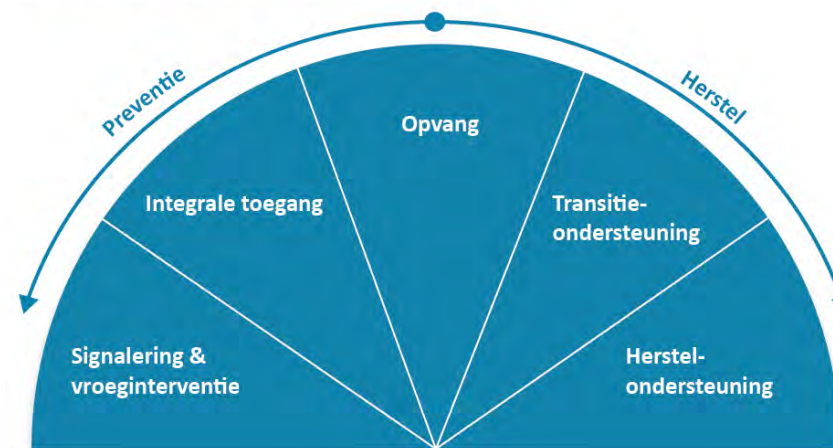 Preventie
Herstel
Opvang
Integrale toegang
Transitie-
ondersteuning
Signalering &
vroeginterventie
Herstel-
ondersteuning